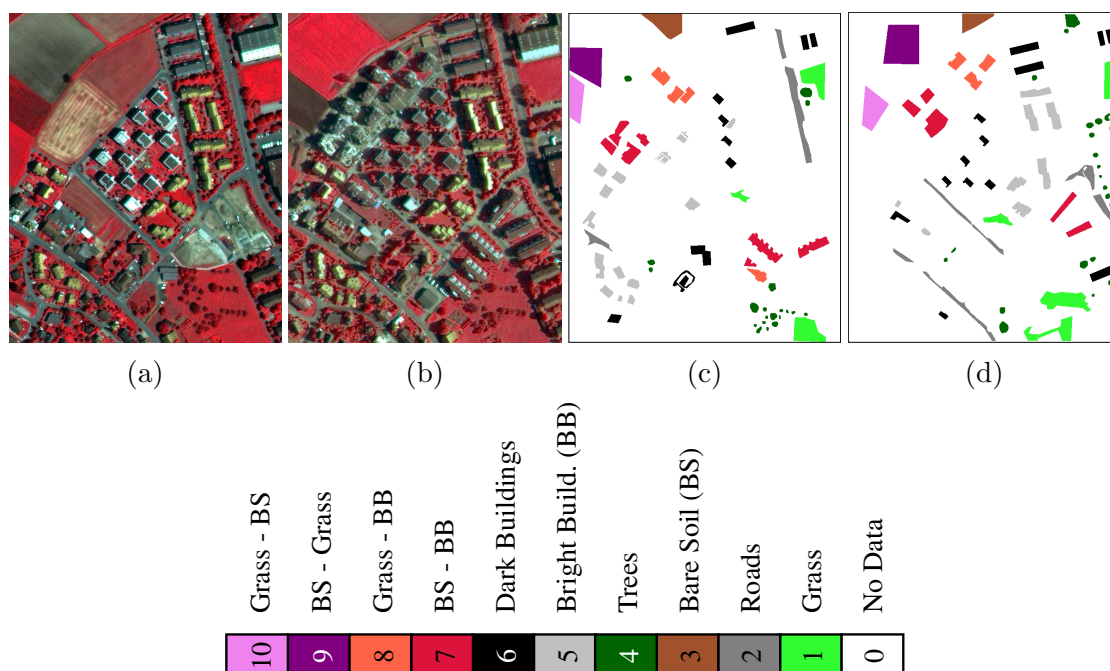 (a)
(b)
(c)
(d)
Grass - BS
BS - Grass
Grass - BB
BS - BB
Dark Buildings
Bright Build. (BB)
Trees
Bare Soil (BS)
Roads
Grass
No Data
10
9
8
7
6
5
4
3
2
1
0